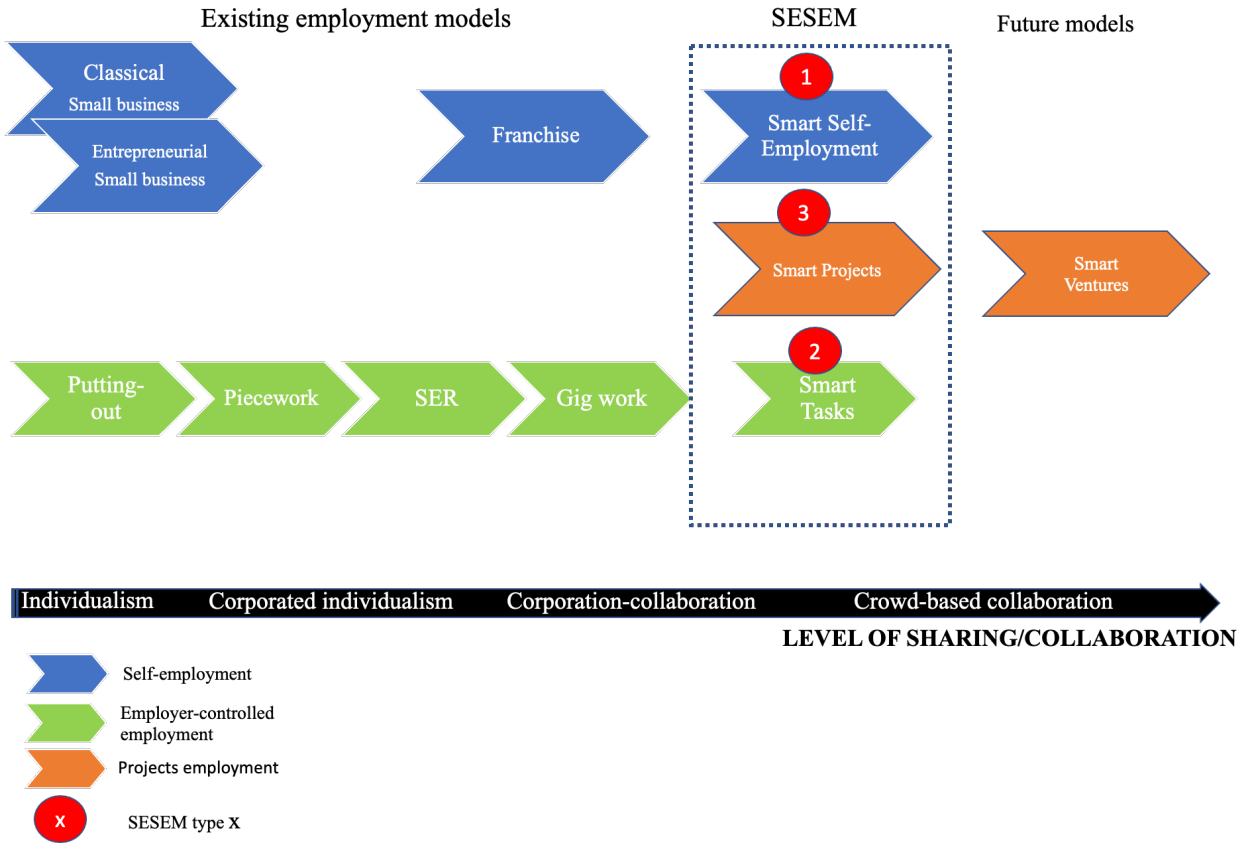 Existing employment models
SESEM
Future models
Classical
Small business
Entrepreneurial
Small business
Franchise
1
Smart Self-
Employment
3
Smart Projects
Smart
Ventures
2
Putting-
out
Piecework
SER
Gig work
Smart
Tasks
Individualism
Corporated individualism
Corporation-collaboration
Crowd-based collaboration
LEVEL OF SHARING/COLLABORATION
Self-employment
Employer-controlled
employment
Projects employment
x
SESEM type x